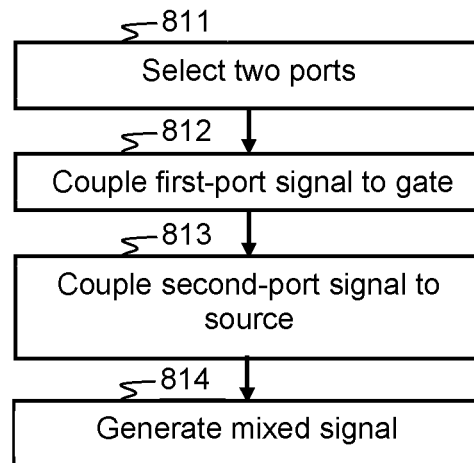 811
Select two ports
812
Couple first-port signal to gate
813
Couple second-port signal to
source
814
Generate mixed signal